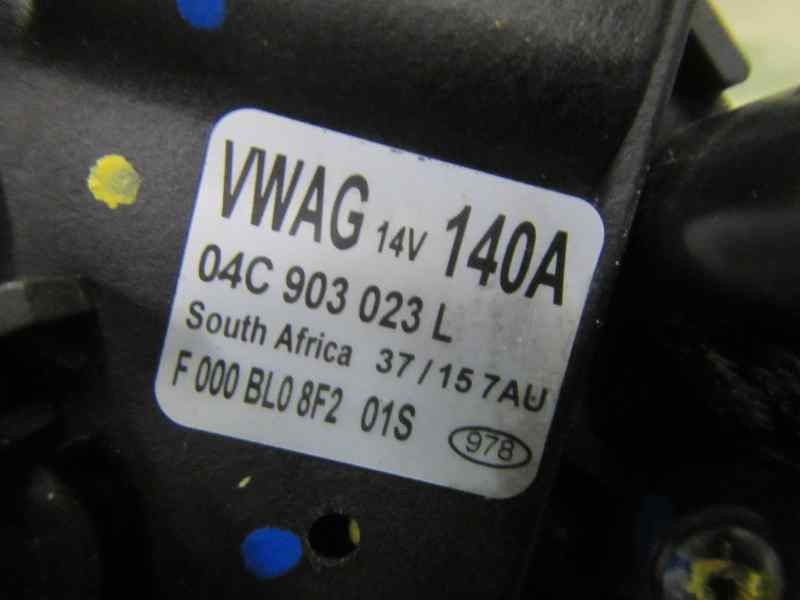 VWAG 14V 140A
04C 903 023 L
South Africa 37/15 7AU
F 000 BL0 8F2 01S
978